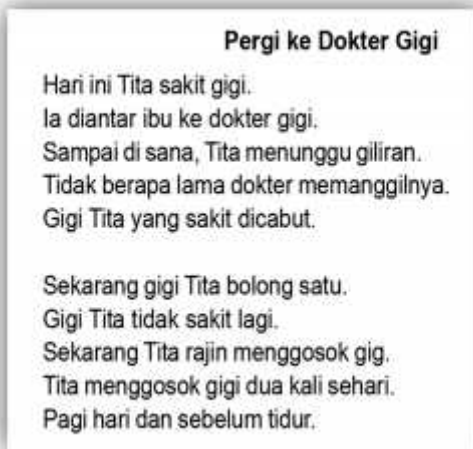 Pergi ke Dokter Gigi
Hari ini Tita sakit gigi.
Ia diantar ibu ke dokter gigi.
Sampai di sana, Tita menunggu giliran.
Tidak berapa lama dokter memanggilnya.
Gigi Tita yang sakit dicabut.
Sekarang gigi Tita bolong satu.
Gigi Tita tidak sakit lagi.
Sekarang Tita rajin menggosok gig.
Tita menggosok gigi dua kali sehari.
Pagi hari dan sebelum tidur.